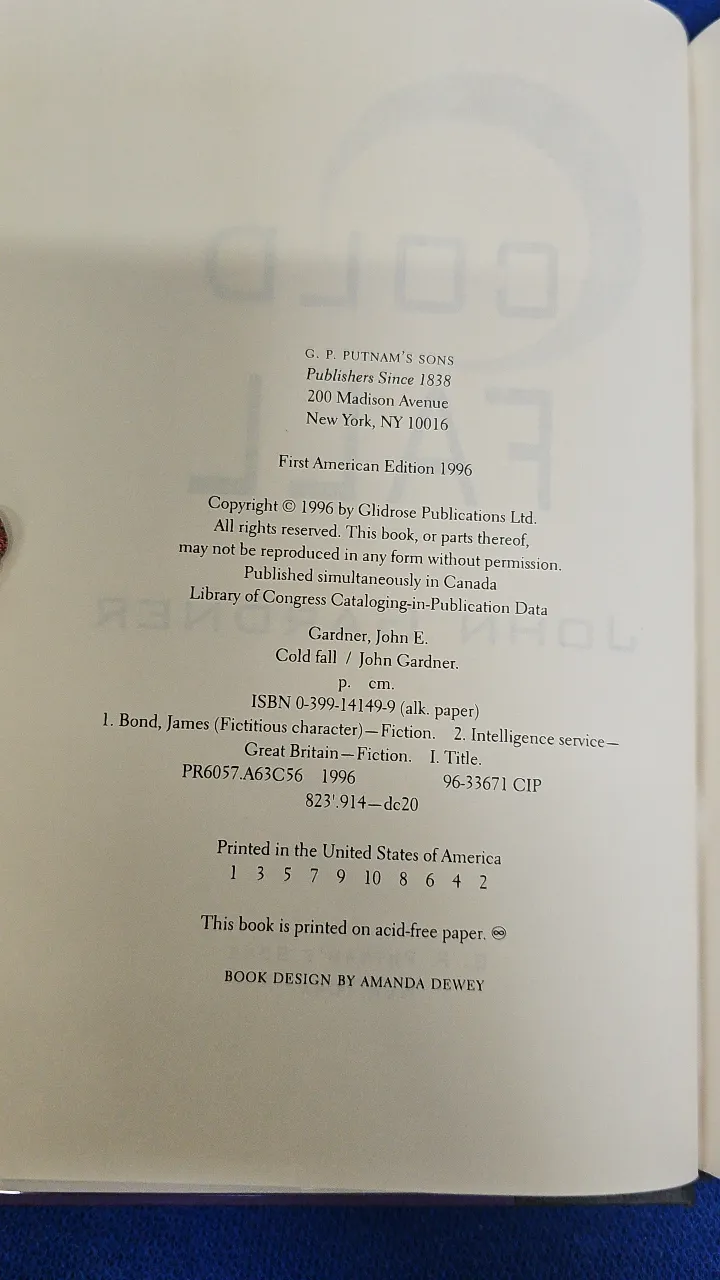 G. P. PUTNAM'S SONS
Publishers Since 1838
200 Madison Avenue
New York, NY 10016
First American Edition 1996
Copyright © 1996 by Glidrose Publications Ltd.
All rights reserved. This book, or parts thereof,
may not be reproduced in any form without permission.
Published simultaneously in Canada
Library of Congress Cataloging-in-Publication Data
Gardner, John E.
Cold fall / John Gardner.
p. cm.
ISBN 0-399-14149-9 (alk. paper)
1. Bond, James (Fictitious character)—Fiction. 2. Intelligence service—
Great Britain—Fiction. I. Title.
PR6057.A63C56 1996 96-33671 CIP
823'.914—dc20
Printed in the United States of America
1 3 5 7 9 10 8 6 4 2
This book is printed on acid-free paper. ♾
BOOK DESIGN BY AMANDA DEWEY